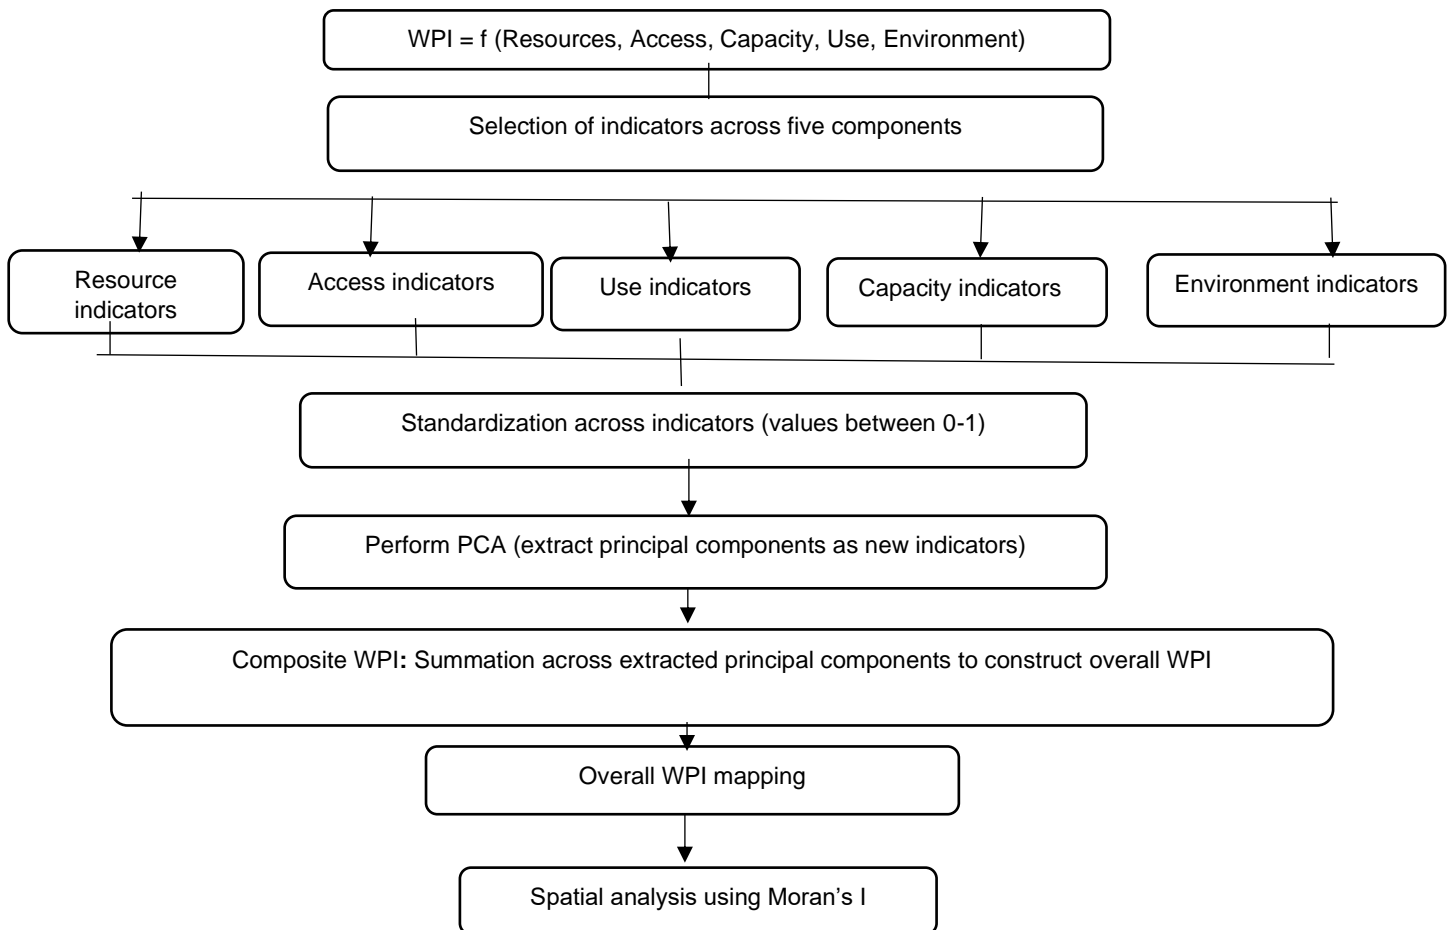 WPI = f (Resources, Access, Capacity, Use, Environment)
Selection of indicators across five components
Resource
indicators
Access indicators
Use indicators
Capacity indicators
Environment indicators
Standardization across indicators (values between 0-1)
Perform PCA (extract principal components as new indicators)
Composite WPI: Summation across extracted principal components to construct overall WPI
Overall WPI mapping
Spatial analysis using Moran’s I